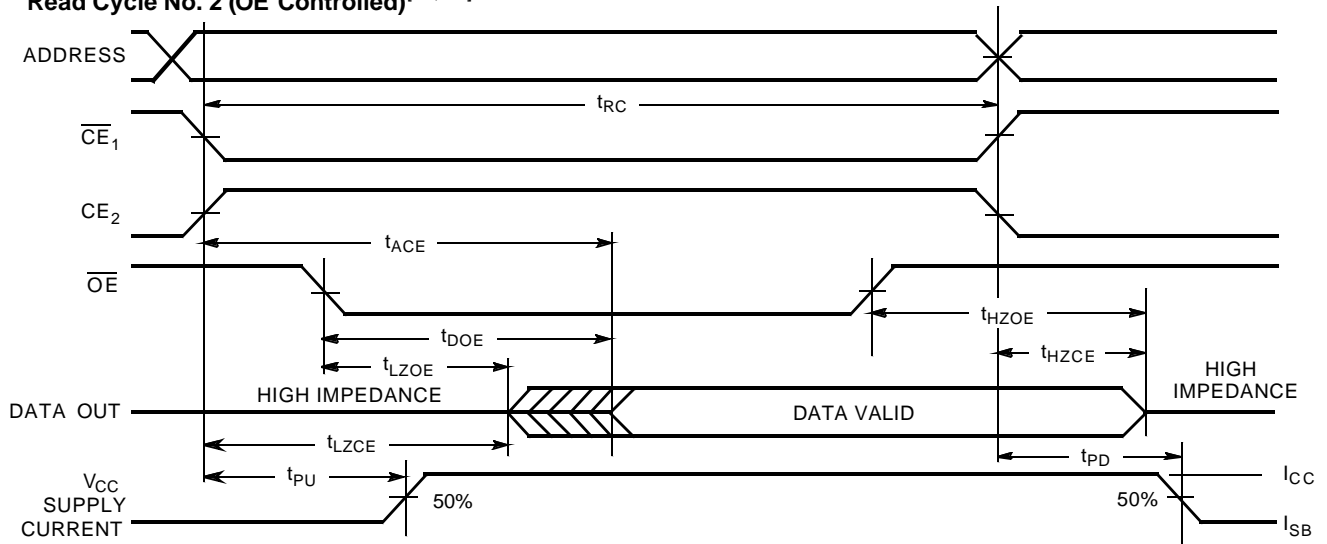 Read Cycle No. 2 (OE Controlled)
ADDRESS
tRC
CE1
CE2
tACE
OE
tHZOE
tDOE
tHZCE
tLZOE
HIGH IMPEDANCE
HIGH
IMPEDANCE
DATA OUT
DATA VALID
tLZCE
tPU
tPD
VCC
SUPPLY
CURRENT
50%
50%
ICC
ISB